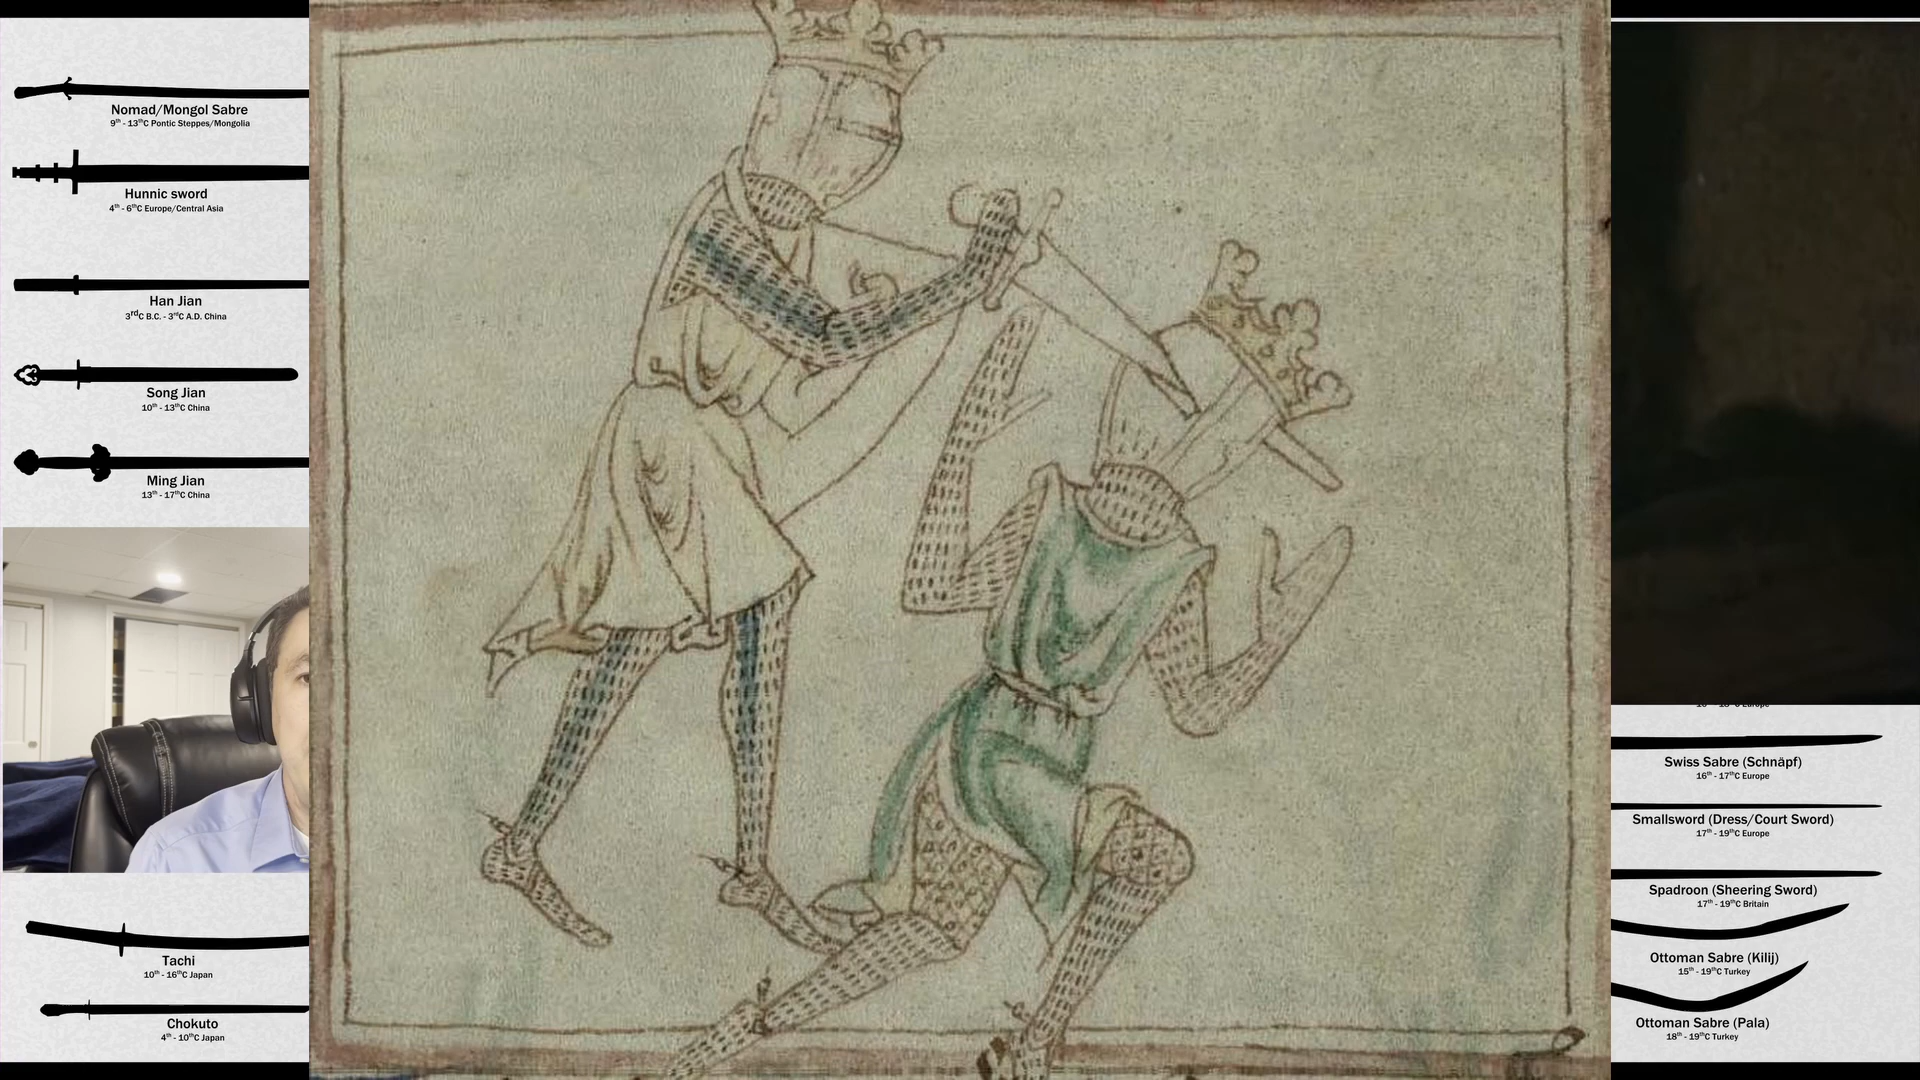 Nomad/Mongol Sabre
9th - 13thC Pontic Steppes/Mongolia
Hunnic sword
4th - 6thC Europe/Central Asia
Han Jian
3rdC B.C. - 3rdC A.D. China
Song Jian
10th - 13thC China
Ming Jian
13th - 17thC China
Tachi
10th - 16thC Japan
Chokuto
4th - 10thC Japan
Swiss Sabre (Schnäpf)
16th - 17thC Europe
Smallsword (Dress/Court Sword)
17th - 19thC Europe
Spadroon (Sheering Sword)
17th - 19thC Britain
Ottoman Sabre (Kilij)
15th - 19thC Turkey
Ottoman Sabre (Pala)
18th - 19thC Turkey